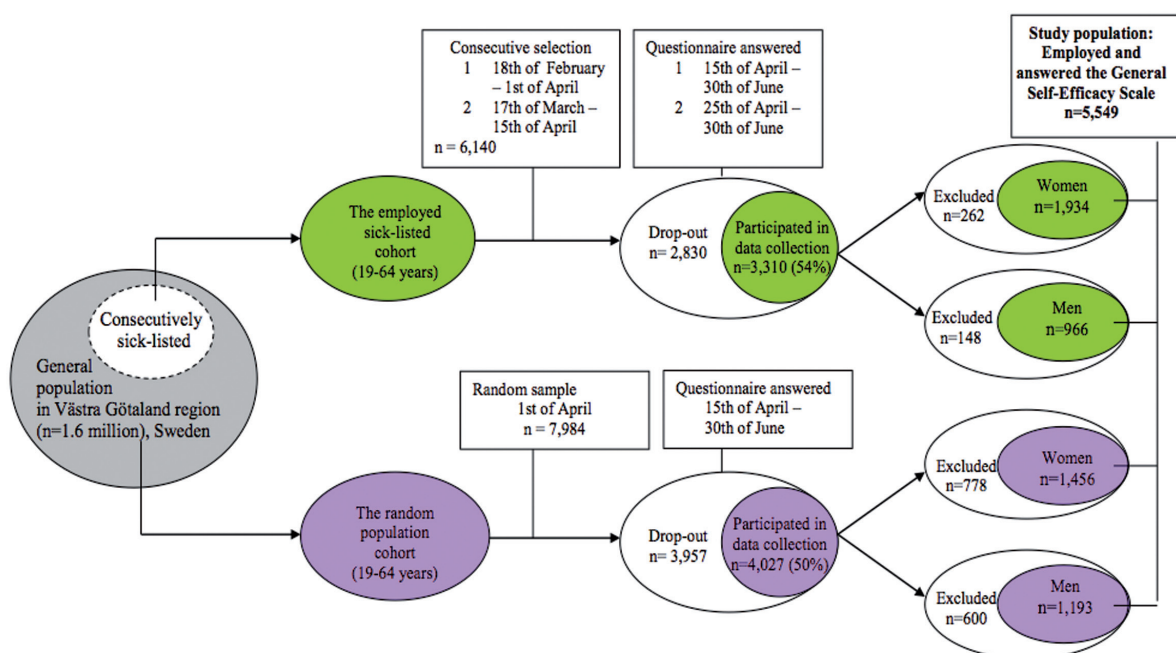 Consecutive selection
1 18th of February
– 1st of April
2 17th of March –
15th of April
n = 6,140
Questionnaire answered
1 15th of April –
30th of June
2 25th of April –
30th of June
Study population:
Employed and
answered the General
Self-Efficacy Scale
n=5,549
The employed
sick-listed
cohort
(19-64 years)
Drop-out
n= 2,830
Participated in
data collection
n=3,310 (54%)
Excluded
n=262
Women
n=1,934
Excluded
n=148
Men
n=966
Consecutively
sick-listed
General
population
in Västra Götaland region
(n=1.6 million), Sweden
Random sample
1st of April
n = 7,984
Questionnaire answered
15th of April –
30th of June
The random
population
cohort
(19-64 years)
Drop-out
n= 3,957
Participated in
data collection
n=4,027 (50%)
Excluded
n=778
Women
n=1,456
Excluded
n=600
Men
n=1,193